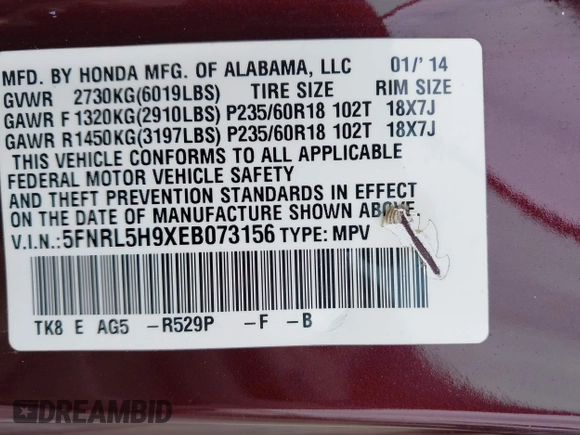 MFD. BY HONDA MFG. OF ALABAMA, LLC 01/' 14
GVWR 2730KG(6019LBS) TIRE SIZE RIM SIZE
GAWR F 1320KG(2910LBS) P235/60R18 102T 18X7J
GAWR R1450KG(3197LBS) P235/60R18 102T 18X7J
THIS VEHICLE CONFORMS TO ALL APPLICABLE
FEDERAL MOTOR VEHICLE SAFETY
AND THEFT PREVENTION STANDARDS IN EFFECT
ON THE DATE OF MANUFACTURE SHOWN ABOVE.
V.I.N.: 5FNRL5H9XEB073156 TYPE: MPV
TK8 E AG5 -R529P -F -B
DREAMBID